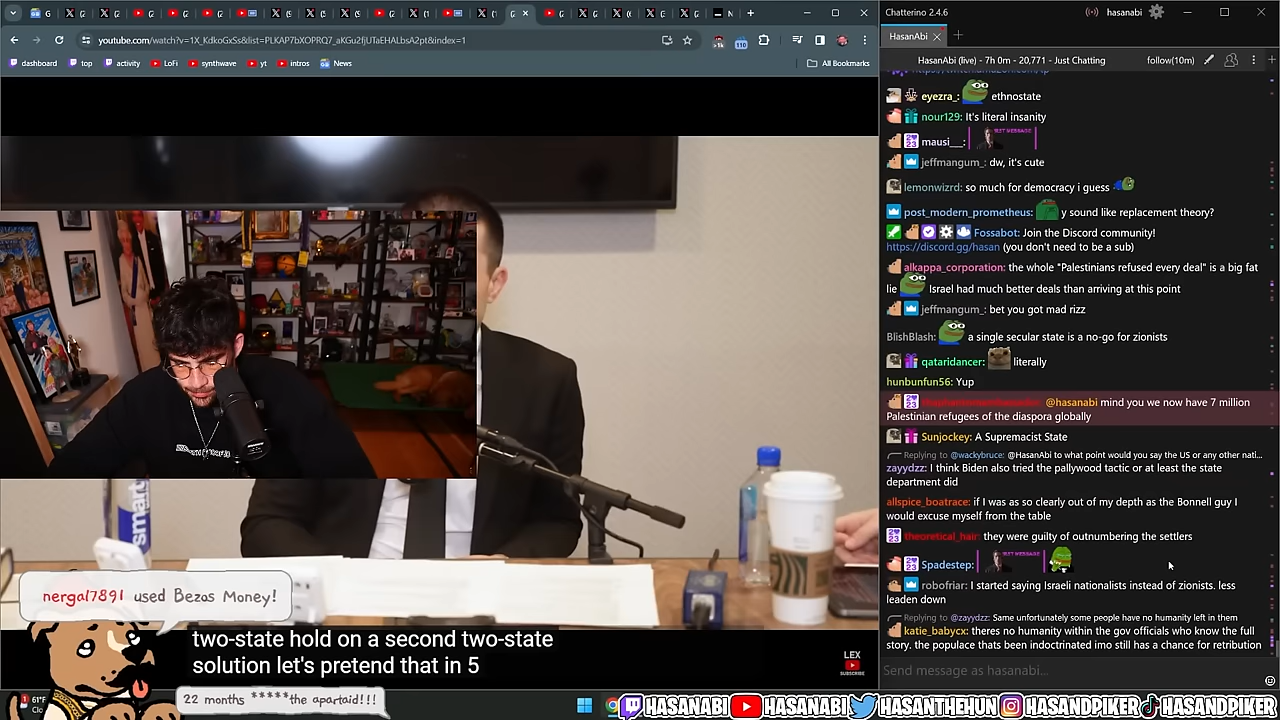 youtube.com/watch?v=1X_KdkoGxSs&list=PLKAP7bXOPRQ7_aKGu2fjUTaEHALbsA2pt&index=1
110
hasanabi
dashboard
top
activity
LoFi
synthwave
yt
intros
News
All Bookmarks
smart
nergal7891 used Bezos Money!
two-state hold on a second two-state
solution let's pretend that in 5
LEX
SUBSCRIBE
22 months *****the apartaid!!!
61°F
Chatterino 2.4.6
hasanabi
HasanAbi
HasanAbi (live) - 7h 0m - 20,771 - Just Chatting
follow(10m)
eyezra_: ethnostate
nour129: It's literal insanity
mausi___:
jeffmangum_: dw, it's cute
lemonwizrd: so much for democracy i guess
post_modern_prometheus: y sound like replacement theory?
Fossabot: Join the Discord community!
https://discord.gg/hasan (you don't need to be a sub)
alkappa_corporation: the whole "Palestinians refused every deal" is a big fat
lie Israel had much better deals than arriving at this point
jeffmangum_: bet you got mad rizz
BlishBlash: a single secular state is a no-go for zionists
qataridancer: literally
hunbunfun56: Yup
@hasanabi mind you we now have 7 million
Palestinian refugees of the diaspora globally
Sunjockey: A Supremacist State
Replying to @wackybruce: @HasanAbi to what point would you say the US or any other nati...
zayydzz: I think Biden also tried the pallywood tactic or at least the state
department did
allspice_boatrace: if I was as so clearly out of my depth as the Bonnell guy I
would excuse myself from the table
theoretical_hair: they were guilty of outnumbering the settlers
Spadestep:
robofriar: I started saying Israeli nationalists instead of zionists. less
leaden down
Replying to @zayydz: Same unfortunately some people have no humanity left in them
katie_babycx: theres no humanity within the gov officials who know the full
story. the populace thats been indoctrinated imo still has a chance for retribution
Send message as hasanabi...
HASANABI
HASANABI
HASANTHEHUN
HASANDPIKER
HASANDPIKER